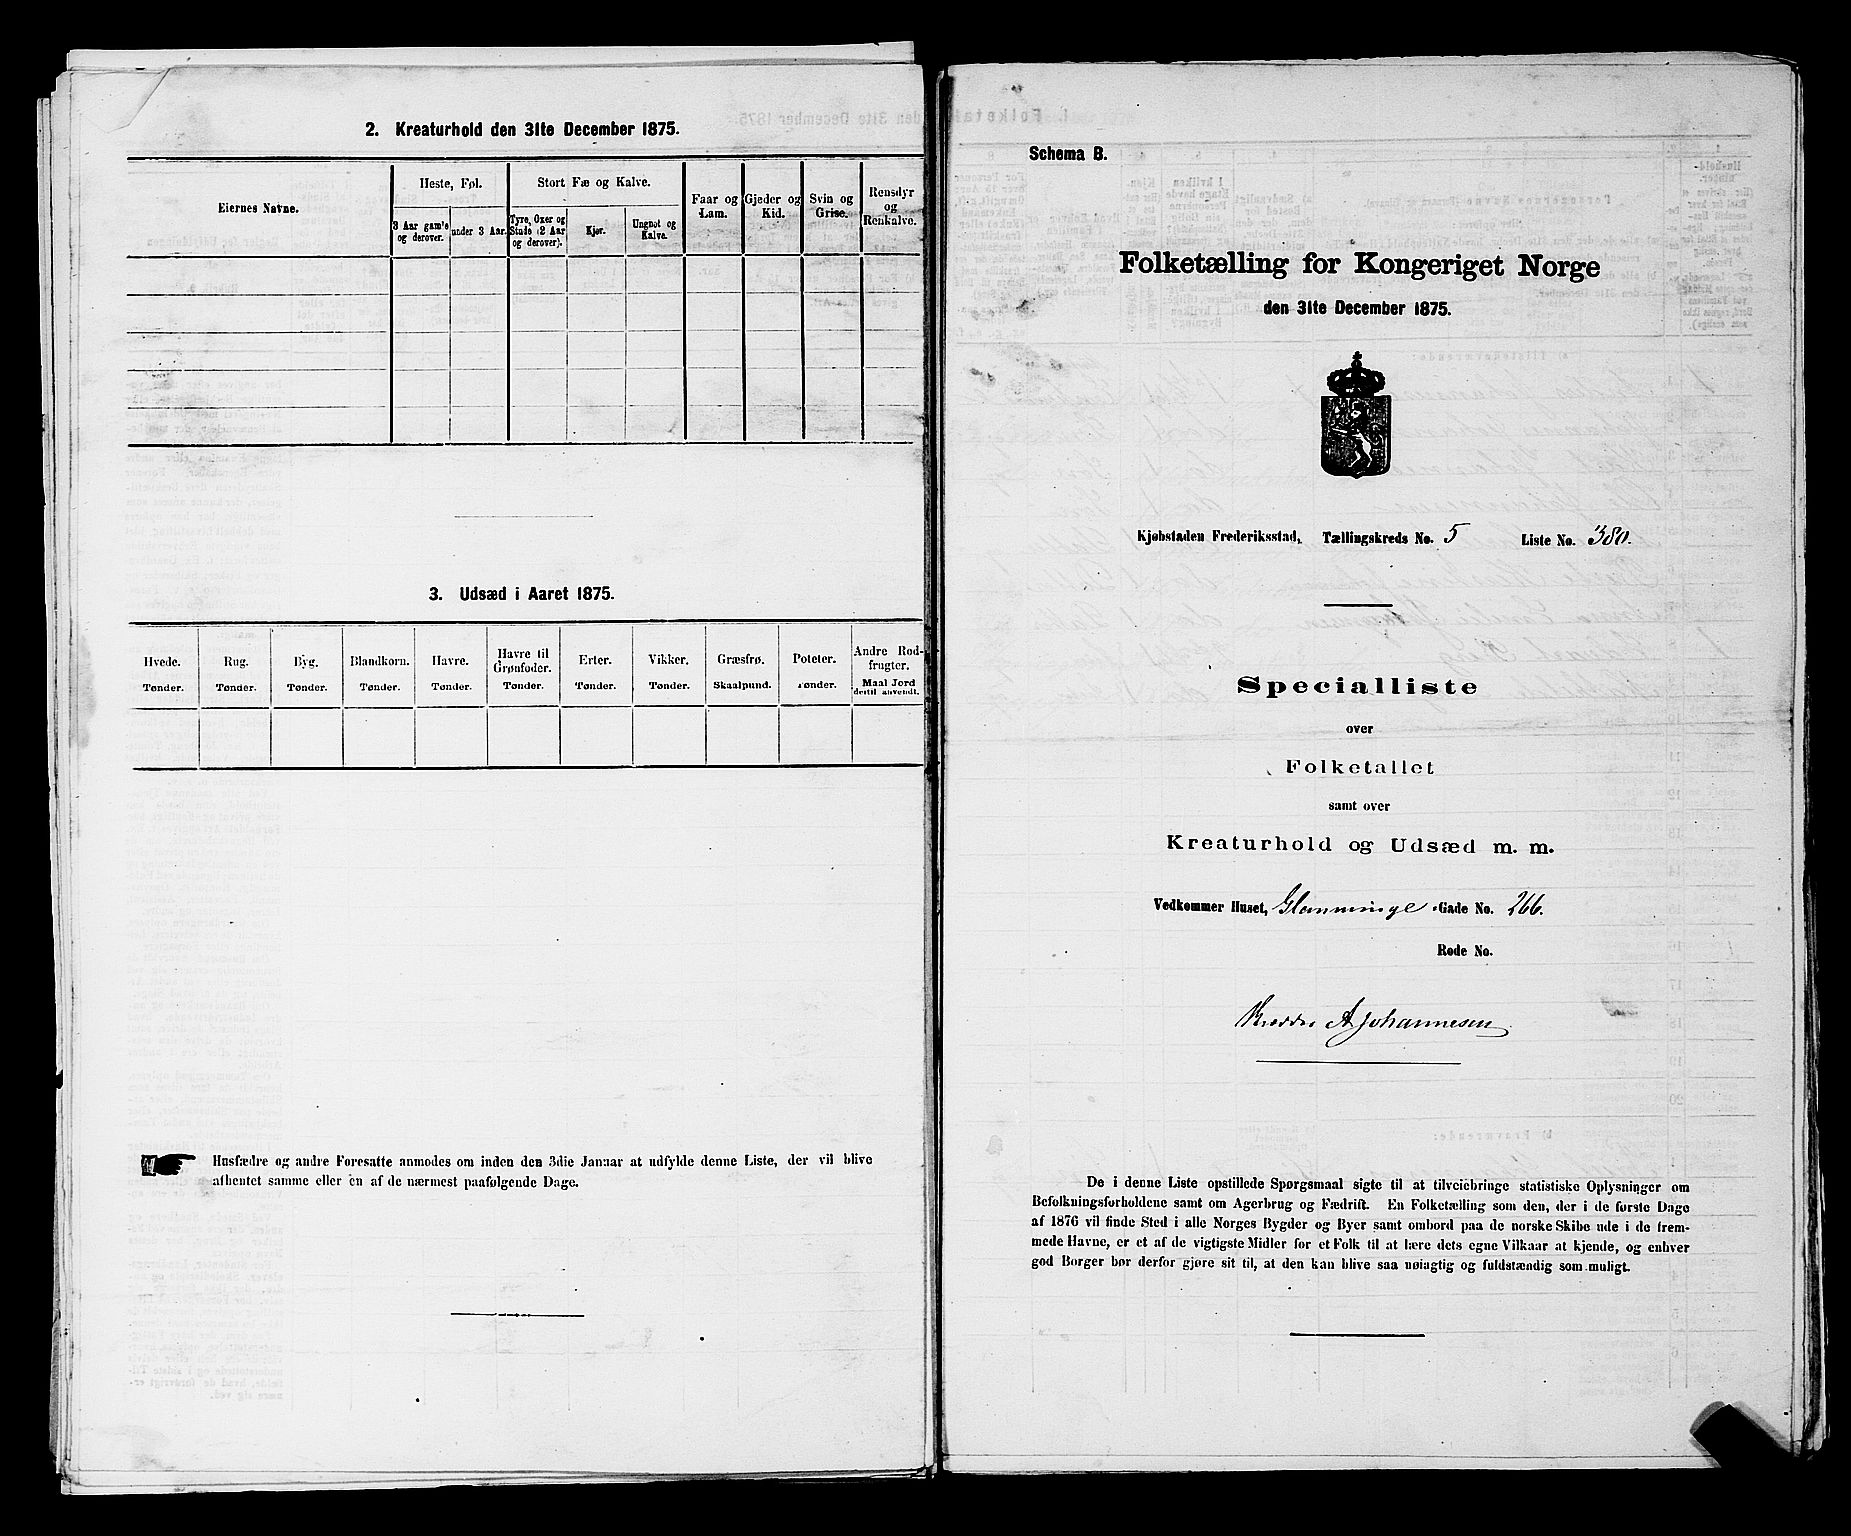 2. Kreaturhold den 31te December 1875.
Eiernes Navne.
Heste, Føl.
3 Aar gamle og derover.
under 3 Aar.
Stort Fæ og Kalve.
Tyre, Oxer og Stude (2 Aar og derover).
Kjør.
Ungnøt og Kalve.
Faar og Lam.
Gjeder og Kid.
Svin og Grise.
Rensdyr og Renkalve.
3. Udsæd i Aaret 1875.
Hvede. Tønder.
Rug. Tønder.
Byg. Tønder.
Blandkorn. Tønder.
Havre. Tønder.
Havre til Grønfoder. Tønder.
Erter. Tønder.
Vikker. Tønder.
Græsfrø. Skaalpund.
Poteter. Tønder.
Andre Rodfrugter. Maal Jord dertil anvendt.
Husfædre og andre Foresatte anmodes om inden den 3die Januar at udfylde denne Liste, der vil blive
afhentet samme eller en af de nærmest paafølgende Dage.
Schema B.
Folketælling for Kongeriget Norge
den 31te December 1875.
Kjøbstaden Frederiksstad, Tællingskreds No. 5 Liste No. 380.
Specialliste
over
Folketallet
samt over
Kreaturhold og Udsæd m. m.
Vedkommer Huset, Gade No. 266.
Rode No.
A Johannesen
De i denne Liste opstillede Spørgsmaal sigte til at tilveiebringe statistiske Oplysninger om
Befolkningsforholdene samt om Agerbrug og Fædrift. En Folketælling som den, der i de første Dage
af 1876 vil finde Sted i alle Norges Bygder og Byer samt ombord paa de norske Skibe ude i de frem-
mede Havne, er et af de vigtigste Midler for et Folk til at lære dets egne Vilkaar at kjende, og enhver
god Borger bør derfor gjøre sit til, at den kan blive saa nøiagtig og fuldstændig som muligt.